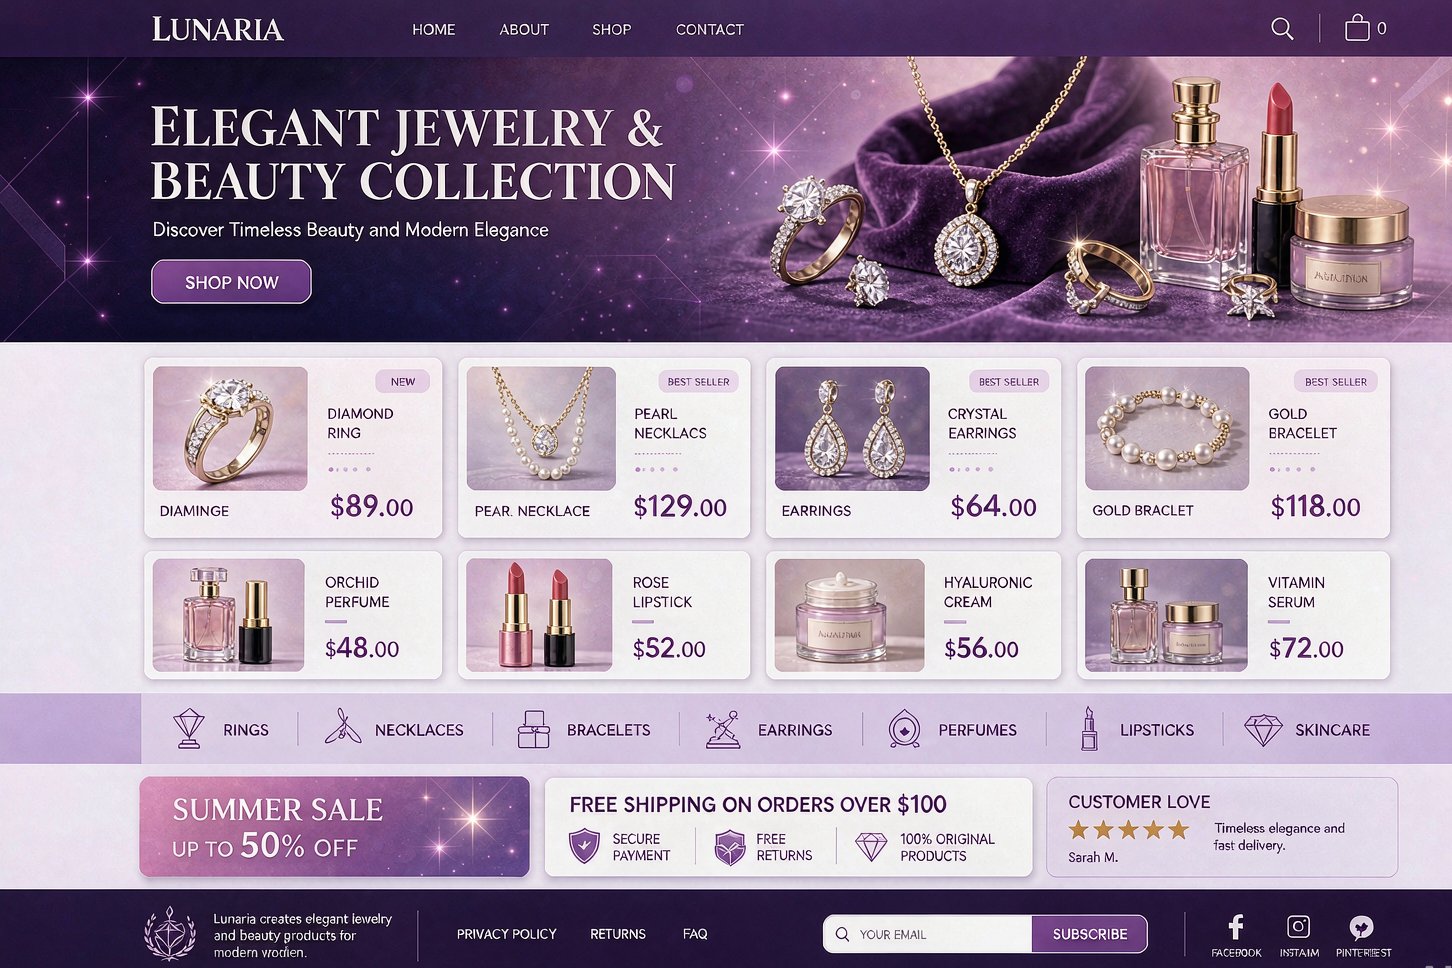 LUNARIA
HOME
ABOUT
SHOP
CONTACT
0
ELEGANT JEWELRY &
BEAUTY COLLECTION
Discover Timeless Beauty and Modern Elegance
SHOP NOW
NEW
DIAMOND
RING
DIAMINGE
$89.00
BEST SELLER
PEARL
NECKLACS
PEAR. NECKLACE
$129.00
BEST SELLER
CRYSTAL
EARRINGS
EARRINGS
$64.00
BEST SELLER
GOLD
BRACELET
GOLD BRACLET
$118.00
ORCHID
PERFUME
$48.00
ROSE
LIPSTICK
$52.00
HYALURONIC
CREAM
$56.00
VITAMIN
SERUM
$72.00
RINGS
NECKLACES
BRACELETS
EARRINGS
PERFUMES
LIPSTICKS
SKINCARE
SUMMER SALE
UP TO 50% OFF
FREE SHIPPING ON ORDERS OVER $100
SECURE
PAYMENT
FREE
RETURNS
100% ORIGINAL
PRODUCTS
CUSTOMER LOVE
Timeless elegance and
fast delivery.
Sarah M.
Lunaria creates elegant jewelry
and beauty products for
modern
PRIVACY POLICY
RETURNS
FAQ
YOUR EMAIL
SUBSCRIBE
FACEBOOK
INSTAIM